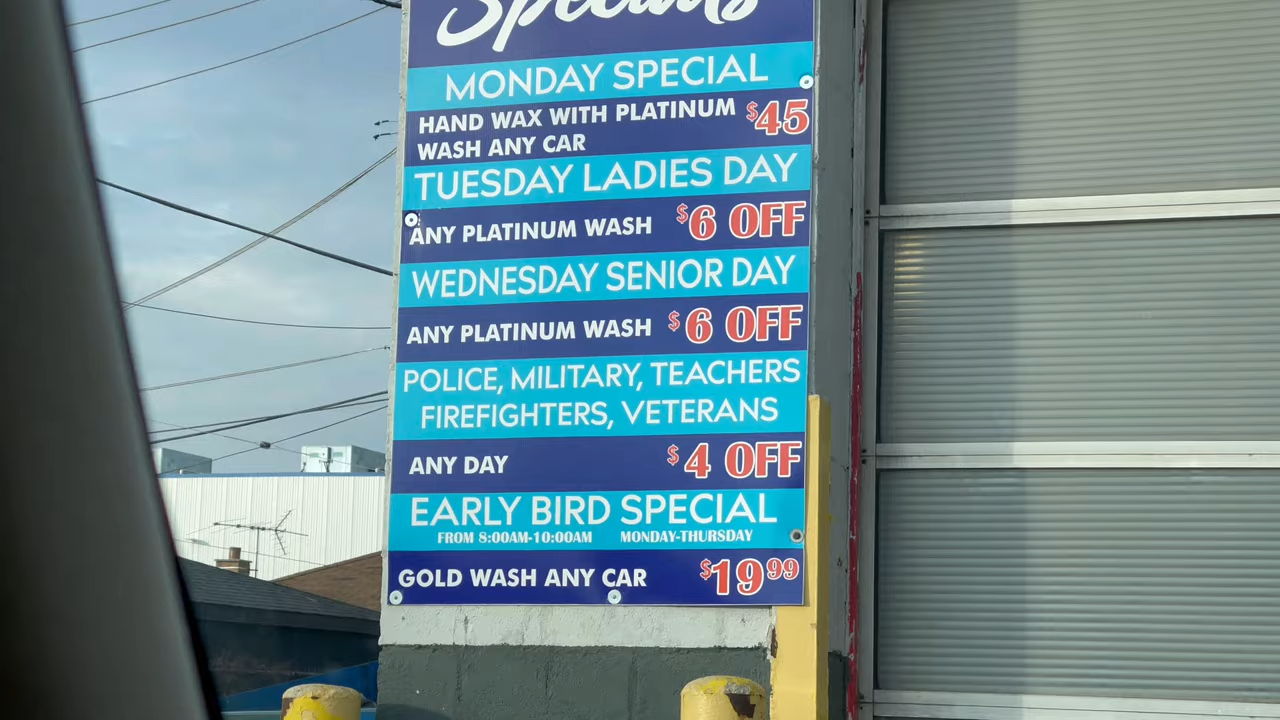 Specials
MONDAY SPECIAL
HAND WAX WITH PLATINUM
WASH ANY CAR
$45
TUESDAY LADIES DAY
ANY PLATINUM WASH $6 OFF
WEDNESDAY SENIOR DAY
ANY PLATINUM WASH $6 OFF
POLICE, MILITARY, TEACHERS
FIREFIGHTERS, VETERANS
ANY DAY $4 OFF
EARLY BIRD SPECIAL
FROM 8:00AM-10:00AM MONDAY-THURSDAY
GOLD WASH ANY CAR $19.99